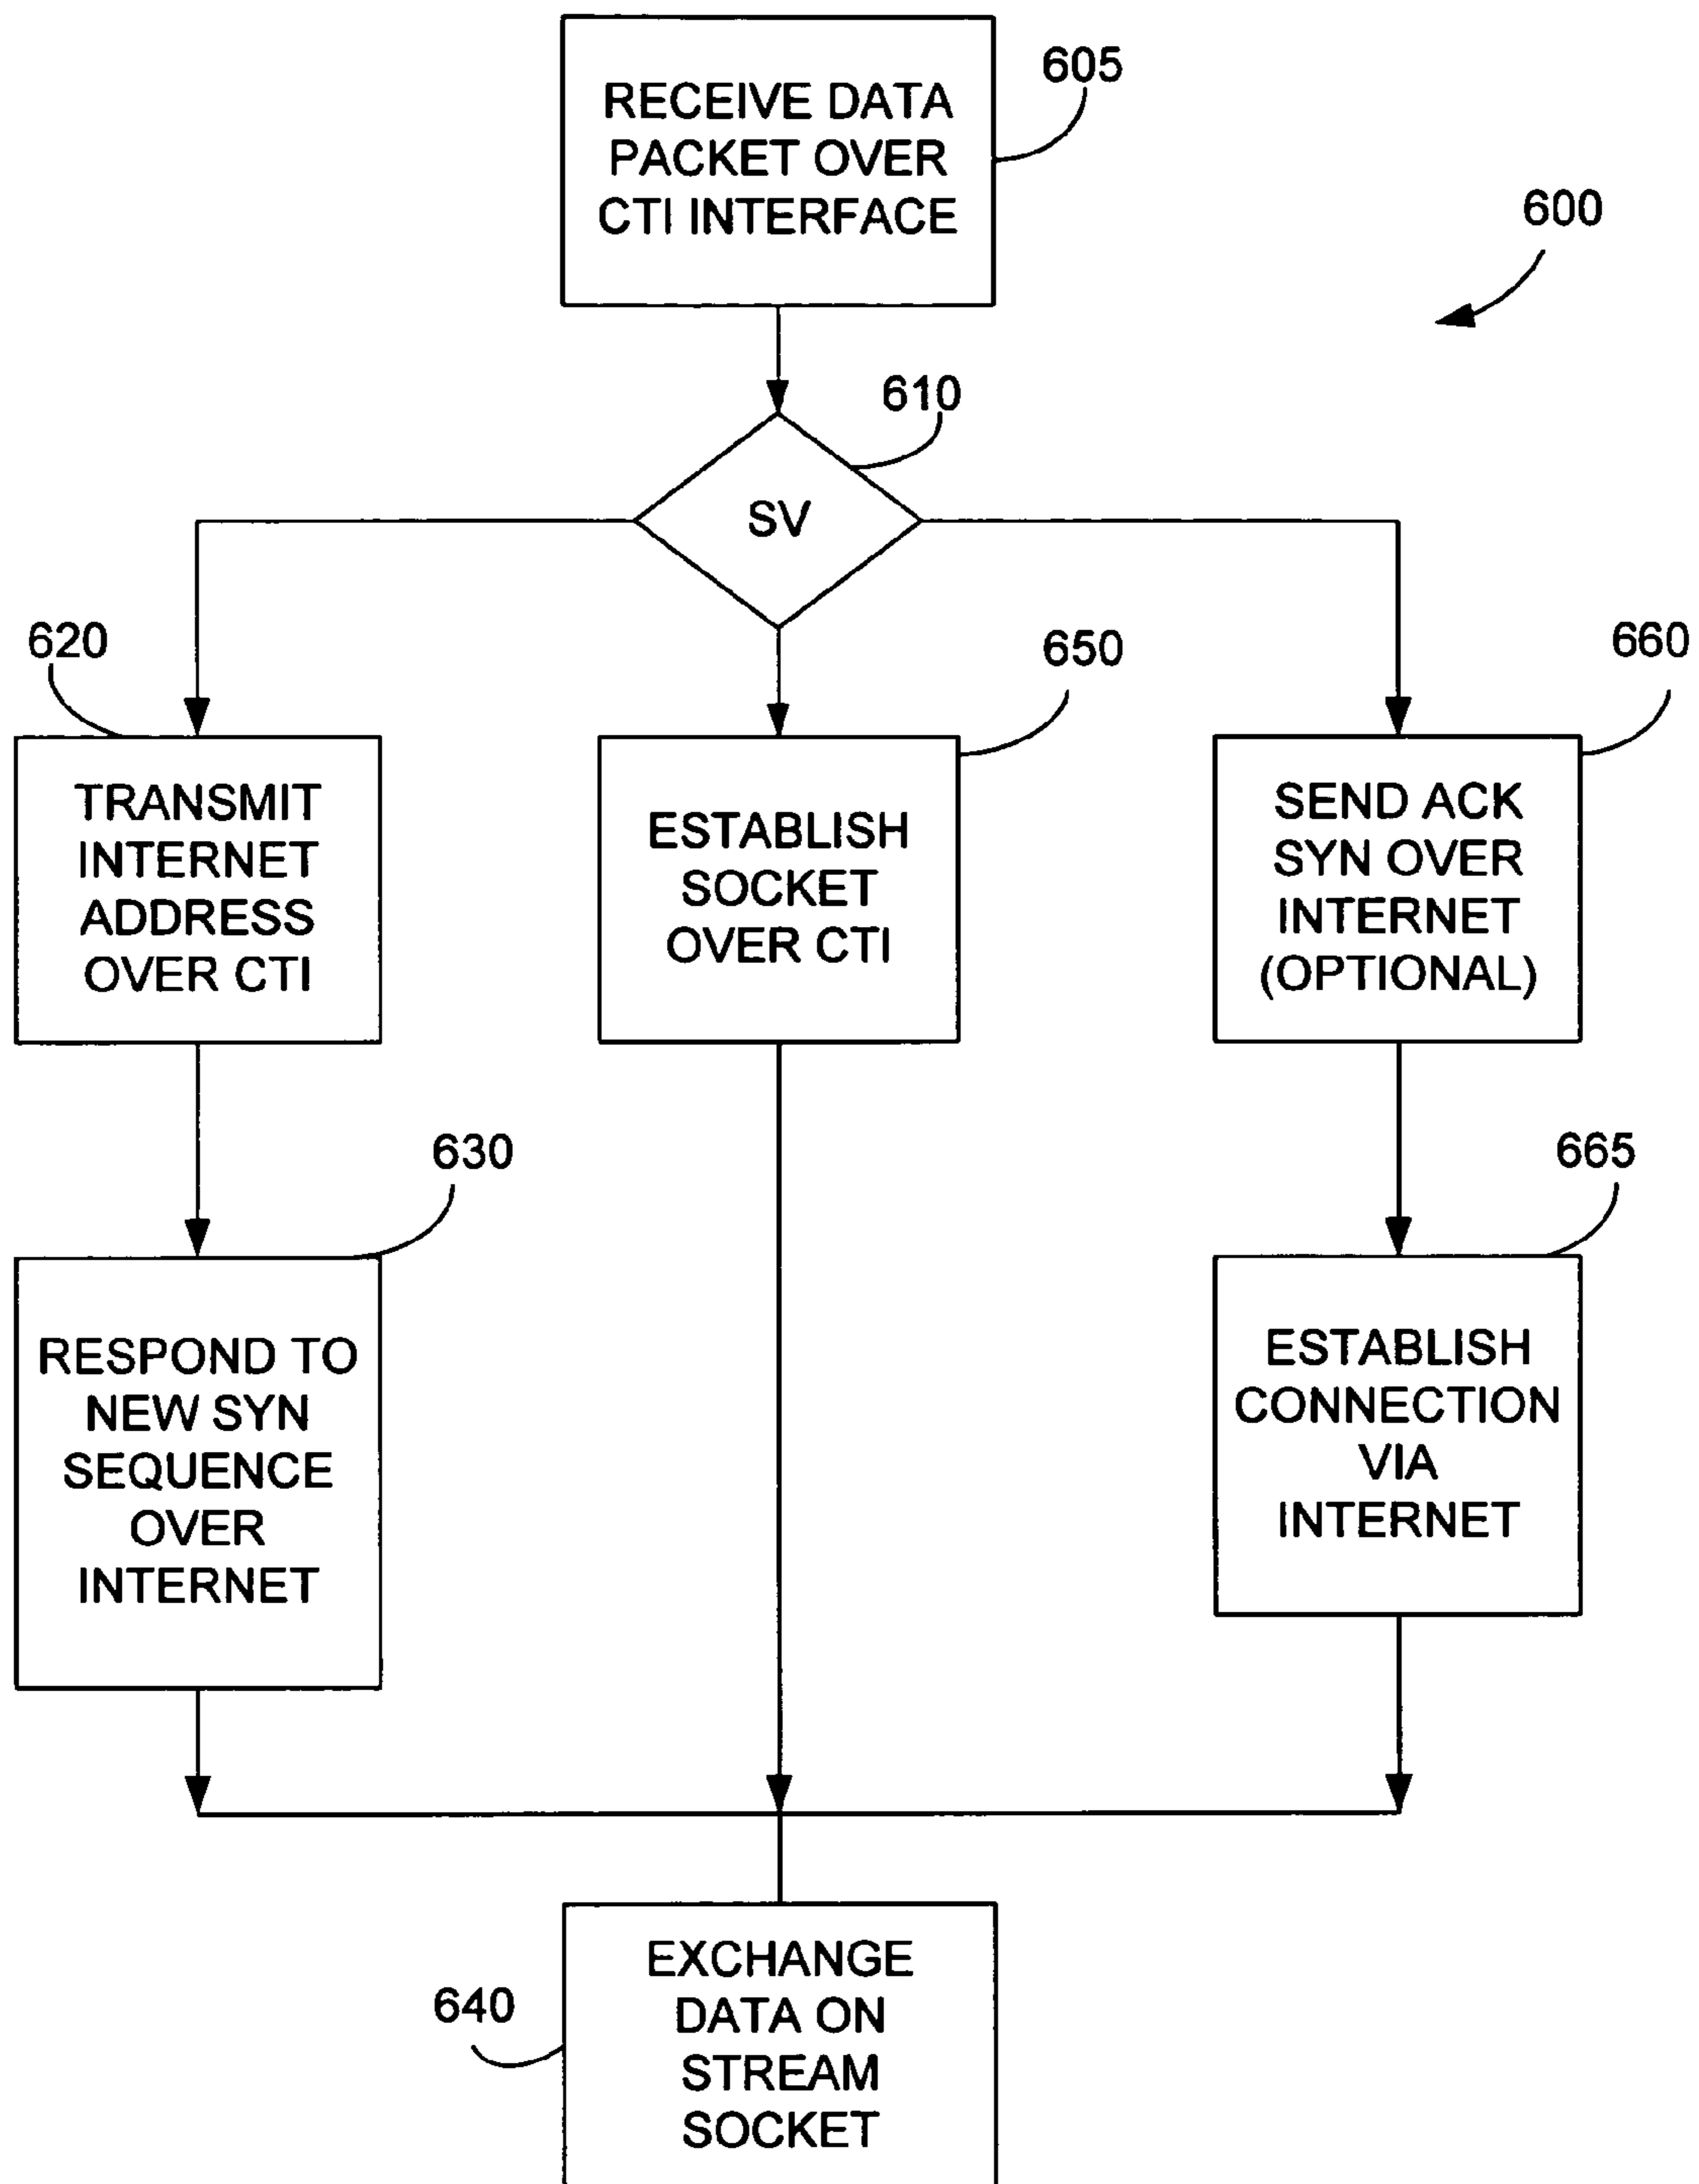 RECEIVE DATA
PACKET OVER
CTI INTERFACE
605
600
610
SV
620
650
660
TRANSMIT
INTERNET
ADDRESS
OVER CTI
ESTABLISH
SOCKET
OVER CTI
SEND ACK
SYN OVER
INTERNET
(OPTIONAL)
630
665
RESPOND TO
NEW SYN
SEQUENCE
OVER
INTERNET
ESTABLISH
CONNECTION
VIA
INTERNET
640
EXCHANGE
DATA ON
STREAM
SOCKET